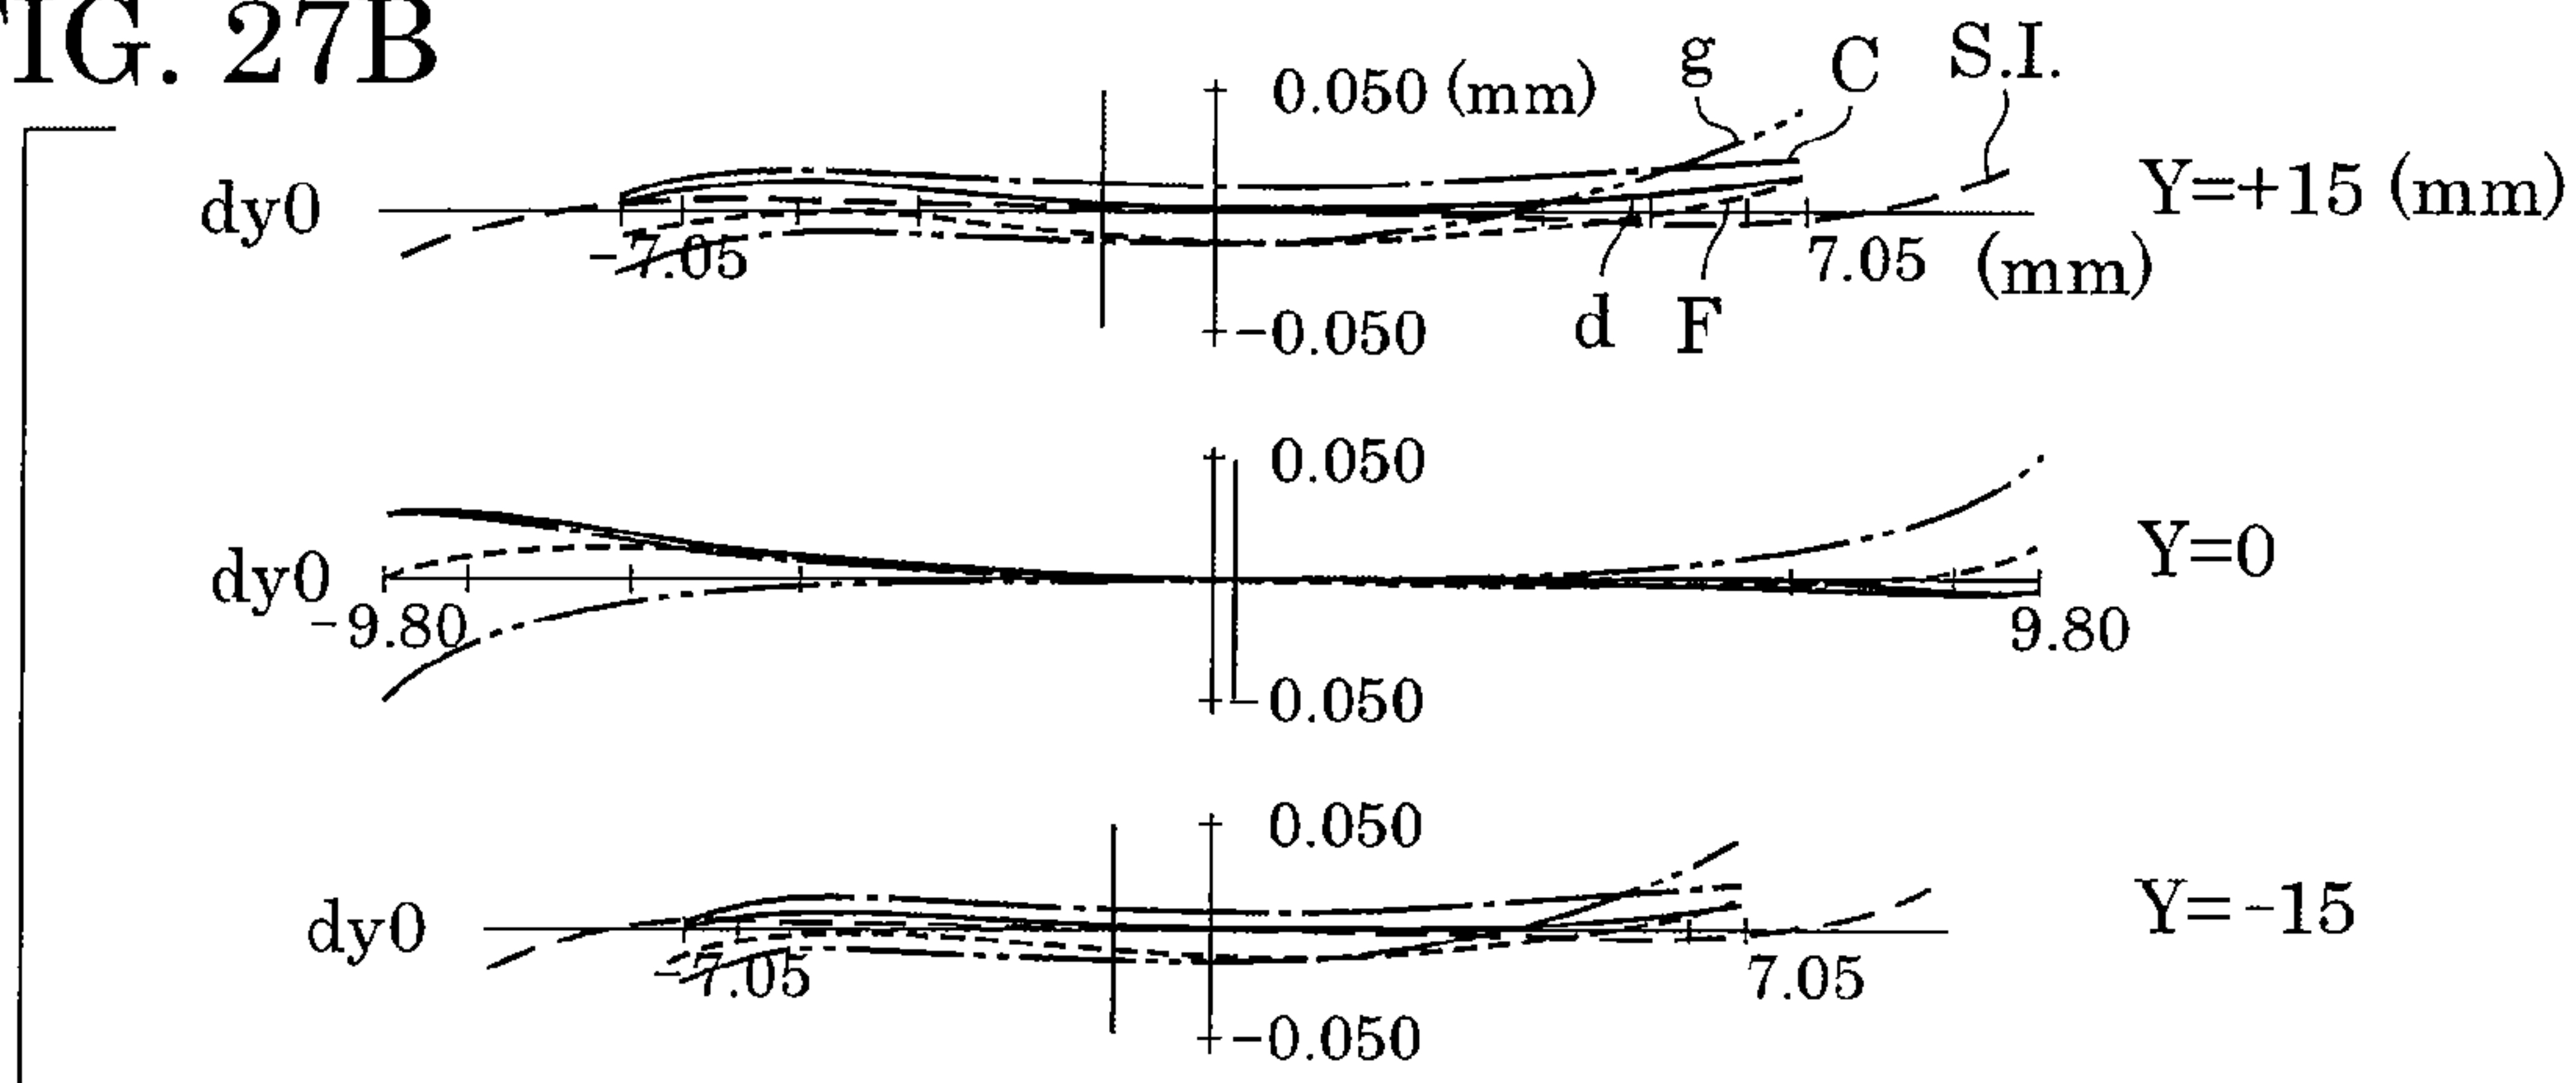 FIG. 27B
0.050 (mm) g C S.I.
dy0 Y=+15 (mm)
-7.05 7.05 (mm)
-0.050 d F
0.050
dy0 Y=0
-9.80 9.80
-0.050
0.050
dy0 Y=-15
-7.05 7.05
-0.050